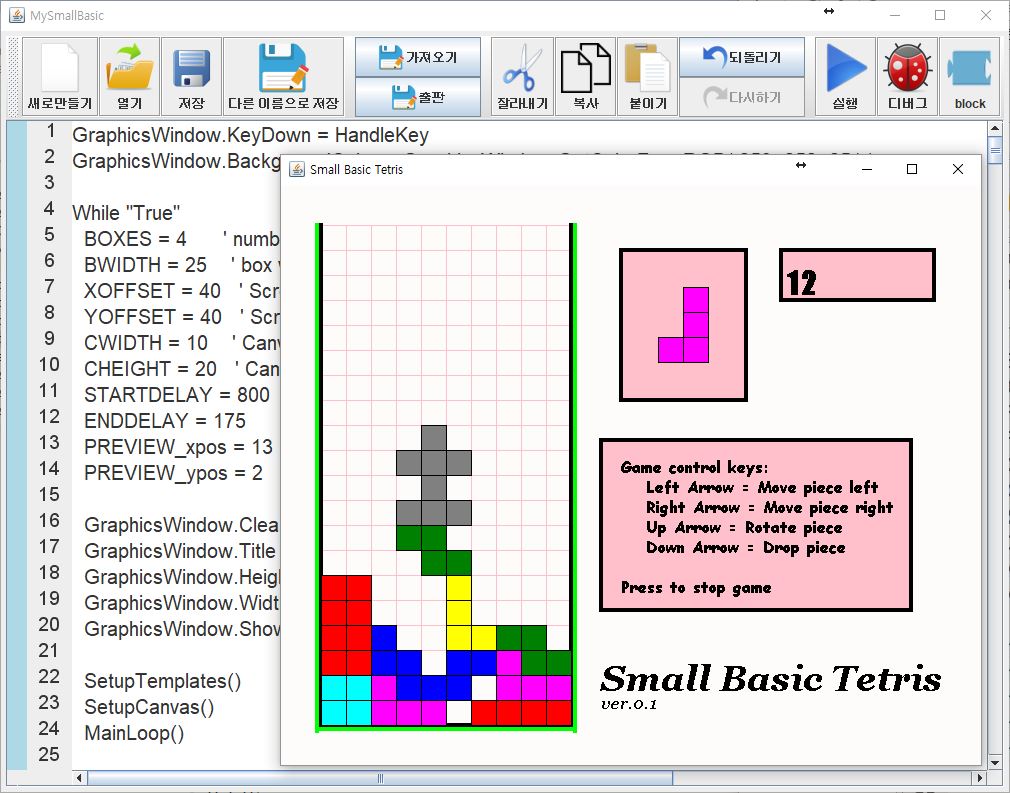 MySmallBasic
새로만들기
열기
저장
다른 이름으로 저장
가져오기
출판
잘라내기
복사
붙이기
되돌리기
다시하기
실행
디버그
block
1 GraphicsWindow.KeyDown = HandleKey
2 GraphicsWindow.Backg
3
4 While "True"
5 BOXES = 4 ' numb
6 BWIDTH = 25 ' box
7 XOFFSET = 40 ' Scr
8 YOFFSET = 40 ' Scr
9 CWIDTH = 10 ' Can
10 CHEIGHT = 20 ' Can
11 STARTDELAY = 800
12 ENDDELAY = 175
13 PREVIEW_xpos = 13
14 PREVIEW_ypos = 2
15
16 GraphicsWindow.Clea
17 GraphicsWindow.Title
18 GraphicsWindow.Heig
19 GraphicsWindow.Widt
20 GraphicsWindow.Show
21
22 SetupTemplates()
23 SetupCanvas()
24 MainLoop()
25
Small Basic Tetris
12
Game control keys:
Left Arrow = Move piece left
Right Arrow = Move piece right
Up Arrow = Rotate piece
Down Arrow = Drop piece
Press to stop game
Small Basic Tetris
ver.0.1